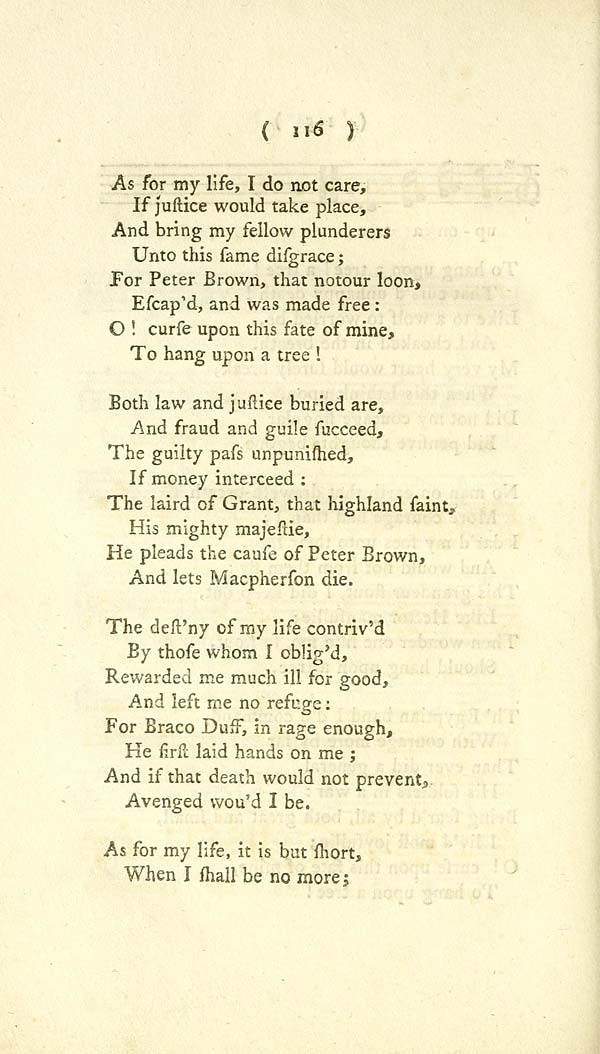 ( 116 )
As for my life, I do not care,
If juſtice would take place,
And bring my fellow plunderers
Unto this ſame diſgrace;
For Peter Brown, that notour loon,
Eſcap'd, and was made free:
O! curſe upon this fate of mine,
To hang upon a tree!
Both law and juſtice buried are,
And fraud and guile ſucceed,
The guilty paſs unpuniſhed,
If money interceed:
The laird of Grant, that highland ſaint,
His mighty majeſtie,
He pleads the cauſe of Peter Brown,
And lets Macpherſon die.
The deſt'ny of my life contriv'd
By thoſe whom I oblig'd,
Rewarded me much ill for good,
And left me no refuge:
For Braco Duff, in rage enough,
He firſt laid hands on me;
And if that death would not prevent,
Avenged wou'd I be.
As for my life, it is but ſhort,
When I ſhall be no more;